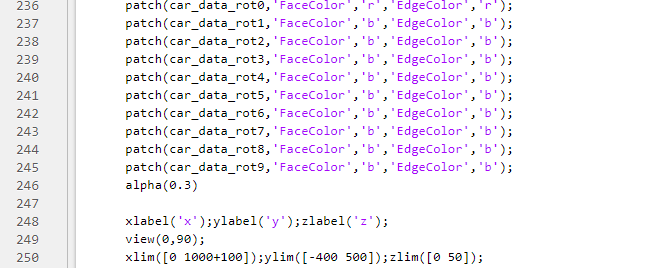 236 patch(car_data_rot0,'FaceColor','r','EdgeColor','r');
237 patch(car_data_rot1,'FaceColor','b','EdgeColor','b');
238 patch(car_data_rot2,'FaceColor','b','EdgeColor','b');
239 patch(car_data_rot3,'FaceColor','b','EdgeColor','b');
240 patch(car_data_rot4,'FaceColor','b','EdgeColor','b');
241 patch(car_data_rot5,'FaceColor','b','EdgeColor','b');
242 patch(car_data_rot6,'FaceColor','b','EdgeColor','b');
243 patch(car_data_rot7,'FaceColor','b','EdgeColor','b');
244 patch(car_data_rot8,'FaceColor','b','EdgeColor','b');
245 patch(car_data_rot9,'FaceColor','b','EdgeColor','b');
246 alpha(0.3)
247
248 xlabel('x');ylabel('y');zlabel('z');
249 view(0,90);
250 xlim([0 1000+100]);ylim([-400 500]);zlim([0 50]);